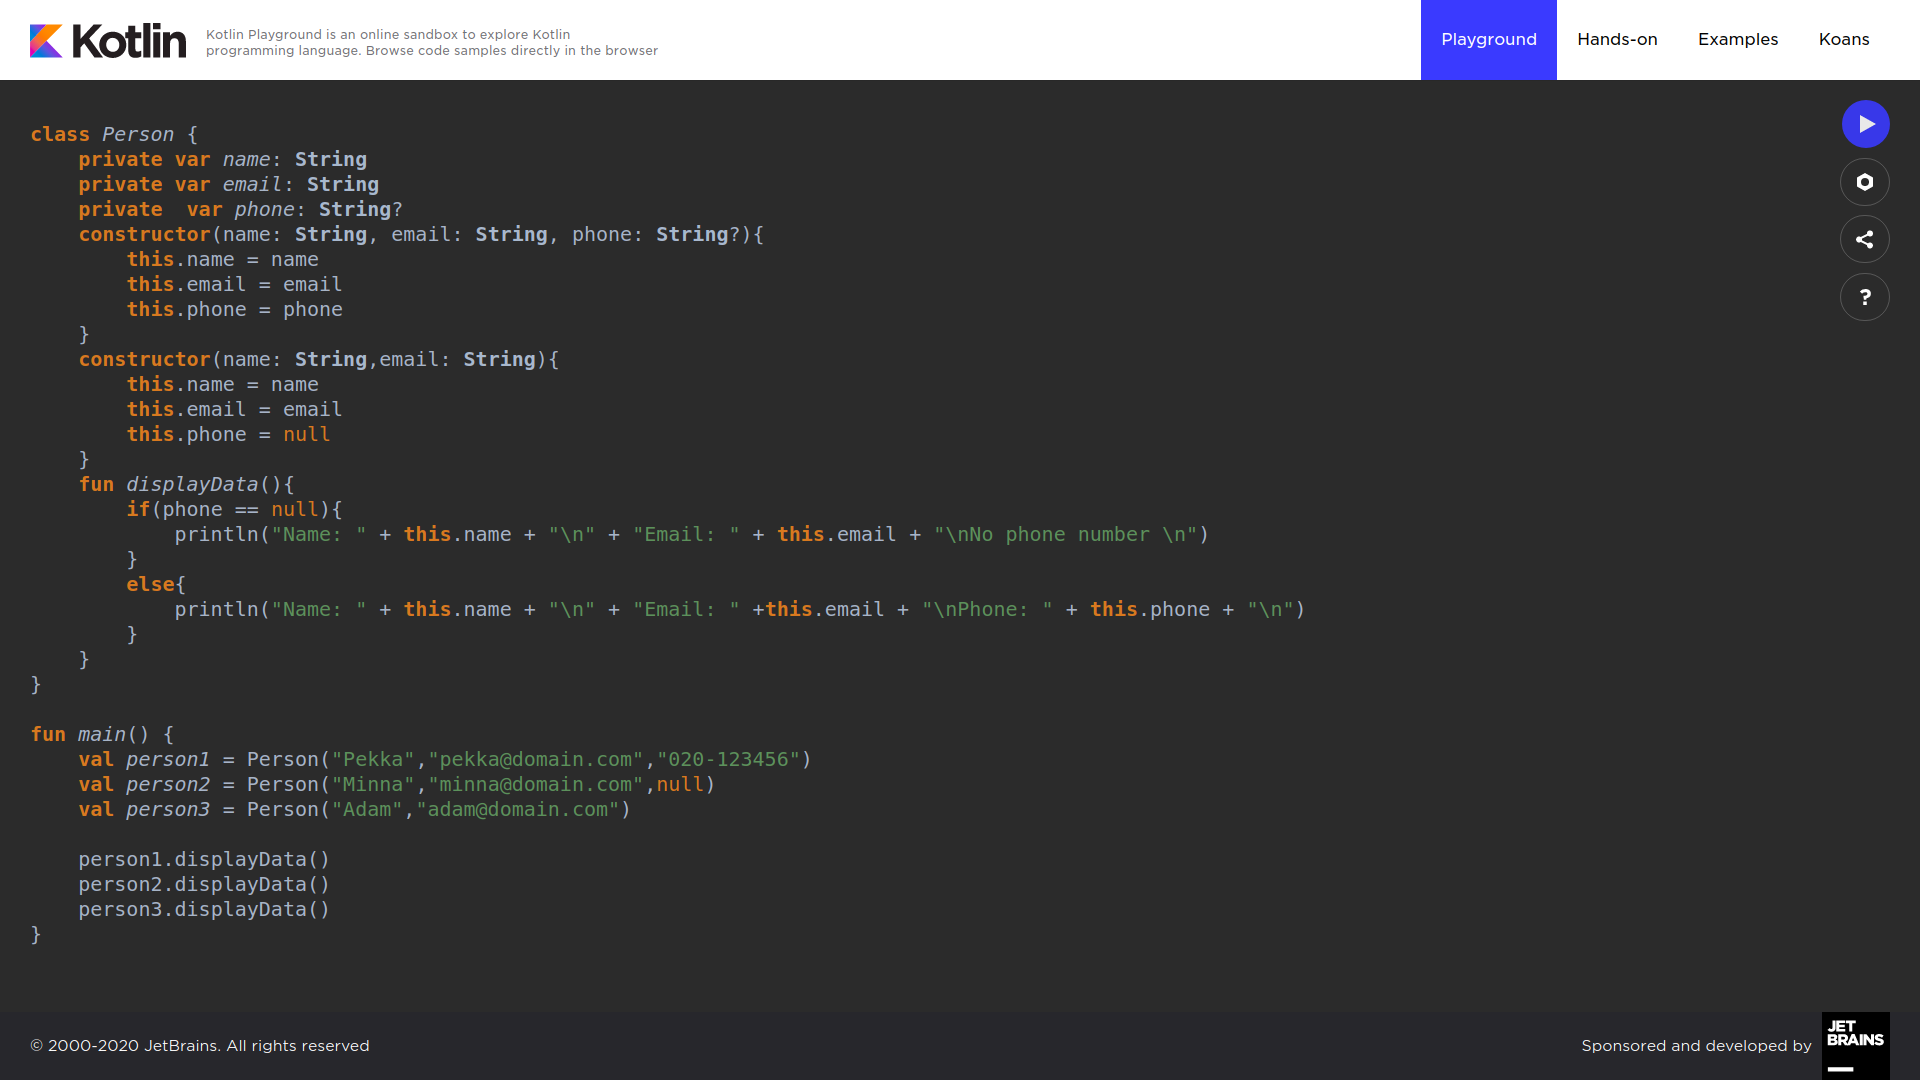 Kotlin
Kotlin Playground is an online sandbox to explore Kotlin
programming language. Browse code samples directly in the browser
Playground
Hands-on
Examples
Koans
class Person {
    private var name: String
    private var email: String
    private  var phone: String?
    constructor(name: String, email: String, phone: String?){
        this.name = name
        this.email = email
        this.phone = phone
    }
    constructor(name: String,email: String){
        this.name = name
        this.email = email
        this.phone = null
    }
    fun displayData(){
        if(phone == null){
            println("Name: " + this.name + "\n" + "Email: " + this.email + "\nNo phone number \n")
        }
        else{
            println("Name: " + this.name + "\n" + "Email: " +this.email + "\nPhone: " + this.phone + "\n")
        }
    }
}

fun main() {
    val person1 = Person("Pekka","pekka@domain.com","020-123456")
    val person2 = Person("Minna","minna@domain.com",null)
    val person3 = Person("Adam","adam@domain.com")

    person1.displayData()
    person2.displayData()
    person3.displayData()
}
?
© 2000-2020 JetBrains. All rights reserved
Sponsored and developed by
JET
BRAINS